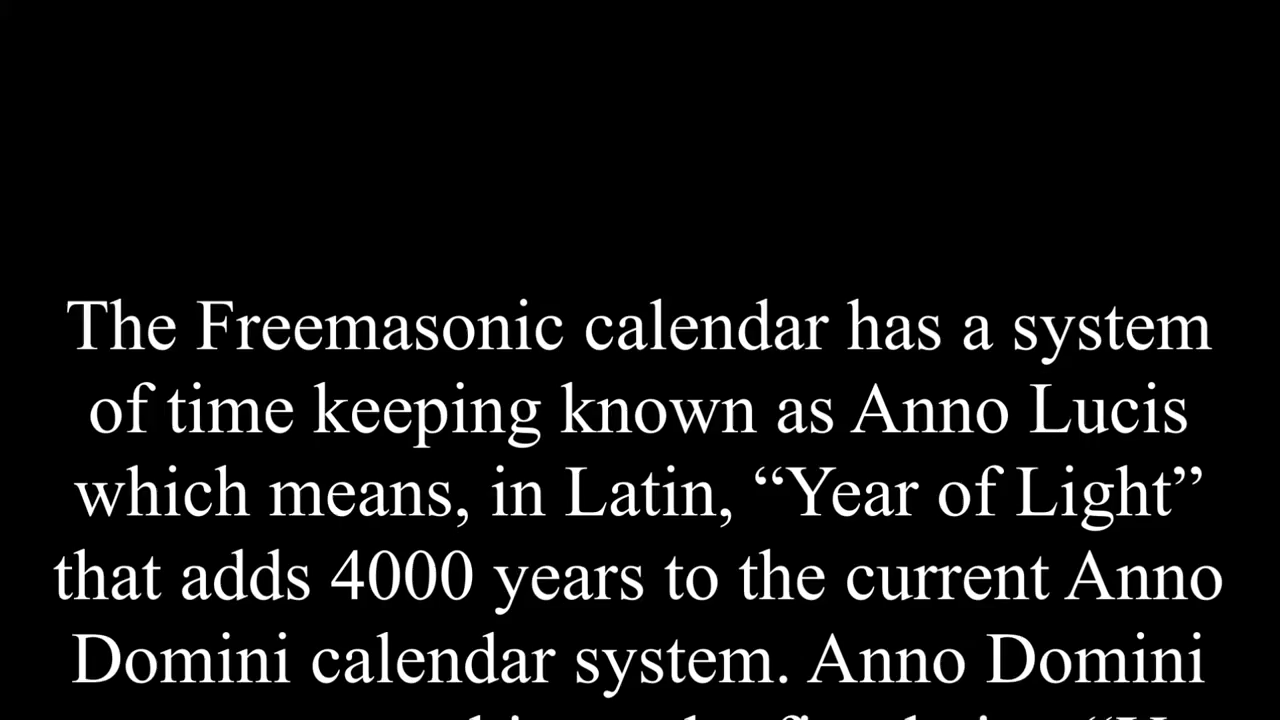 The Freemasonic calendar has a system
of time keeping known as Anno Lucis
which means, in Latin, “Year of Light”
that adds 4000 years to the current Anno
Domini calendar system. Anno Domini